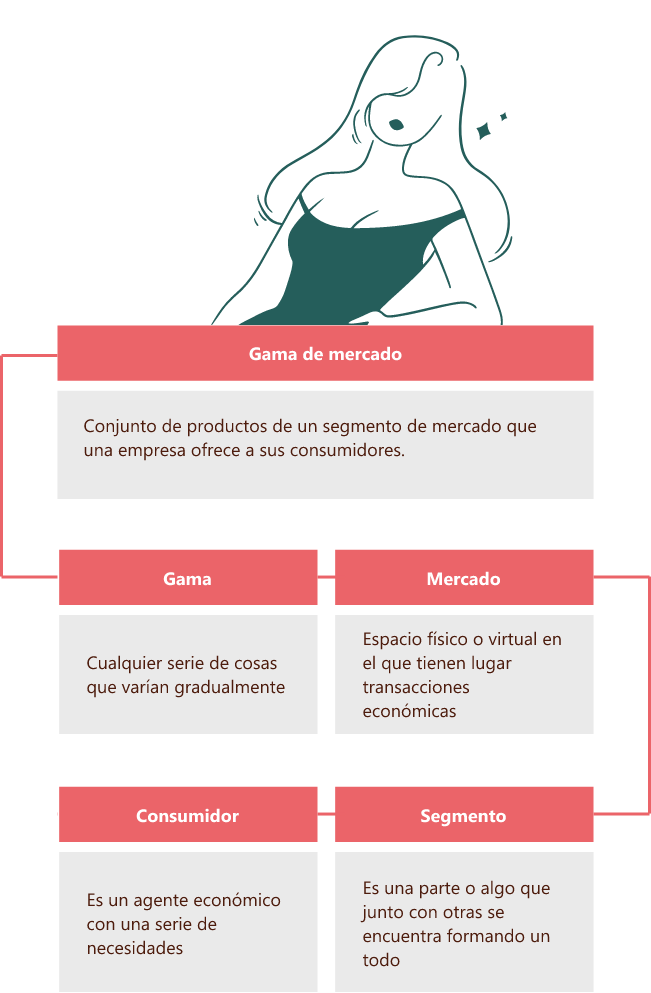 Gama de mercado
Conjunto de productos de un segmento de mercado que
una empresa ofrece a sus consumidores.
Gama
Cualquier serie de cosas
que varían gradualmente
Mercado
Espacio físico o virtual en
el que tienen lugar
transacciones
económicas
Consumidor
Es un agente económico
con una serie de
necesidades
Segmento
Es una parte o algo que
junto con otras se
encuentra formando un
todo